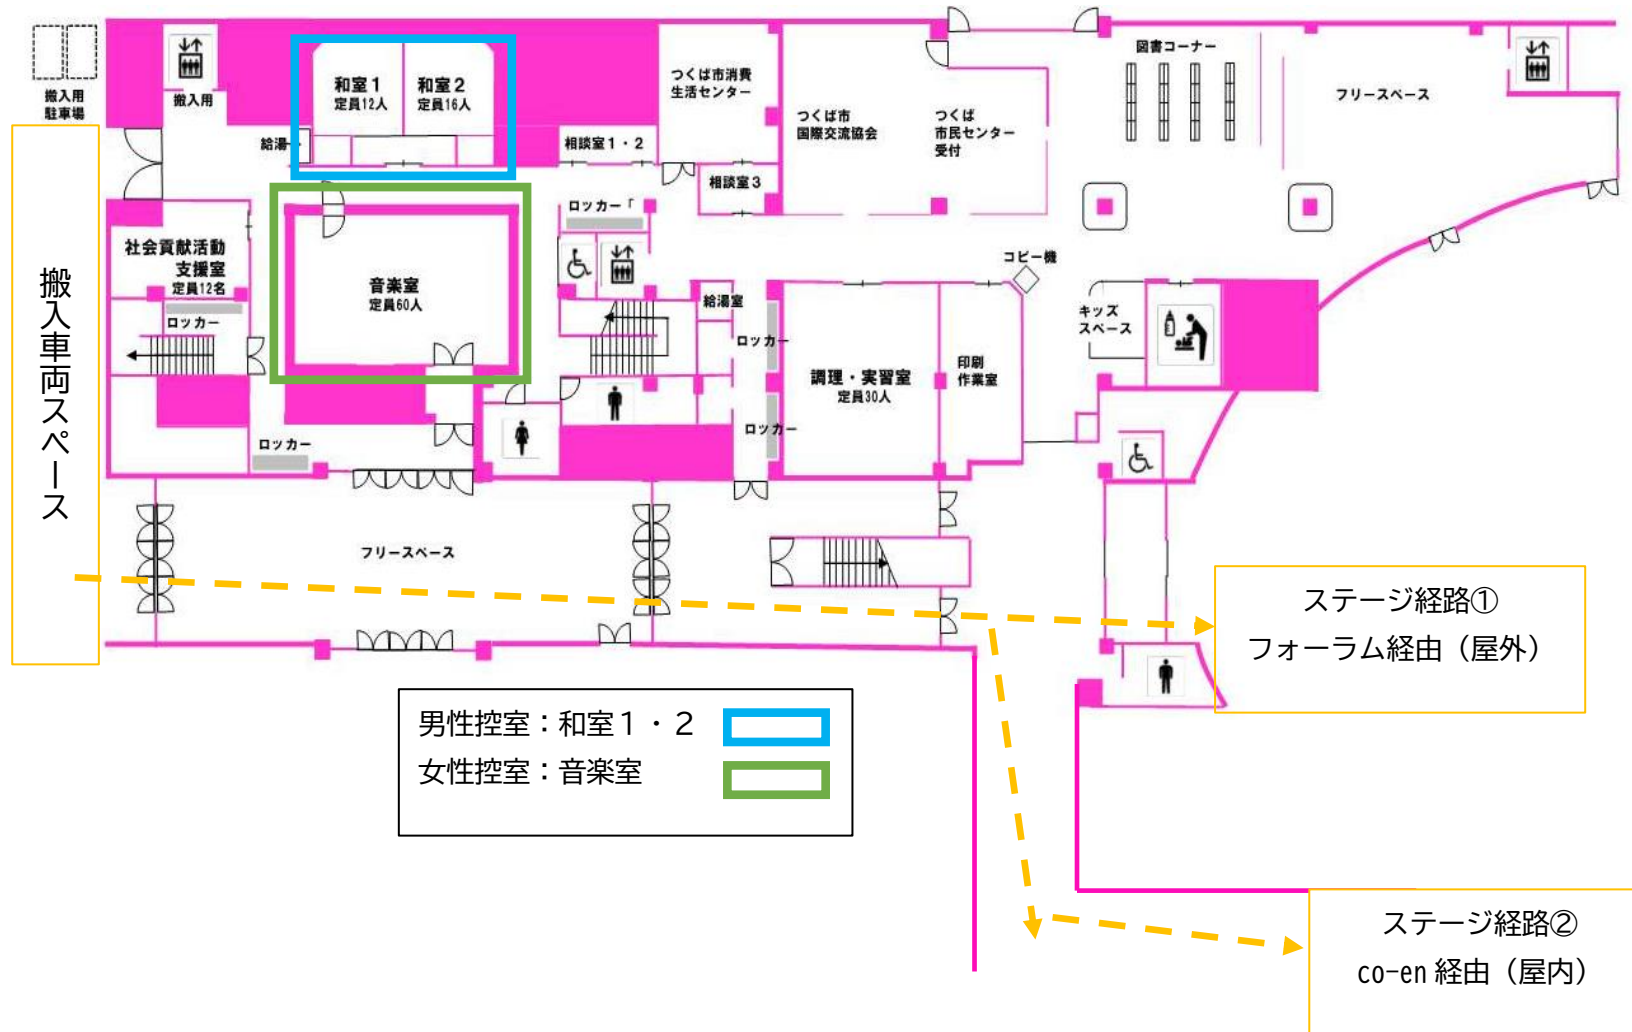 搬入用
駐車場
搬入用
和室１
定員12人
和室２
定員16人
給湯
相談室１・２
つくば市消費
生活センター
相談室３
つくば市
国際交流協会
つくば
市民センター
受付
図書コーナー
フリースペース
搬入車両スペース
社会貢献活動
支援室
定員12名
ロッカー
音楽室
定員60人
ロッカー「
給湯室
ロッカー
コピー機
キッズ
スペース
調理・実習室
定員30人
印刷
作業室
ロッカー
ロッカー
フリースペース
ステージ経路①
フォーラム経由（屋外）
男性控室：和室１・２
女性控室：音楽室
ステージ経路②
co-en 経由（屋内）